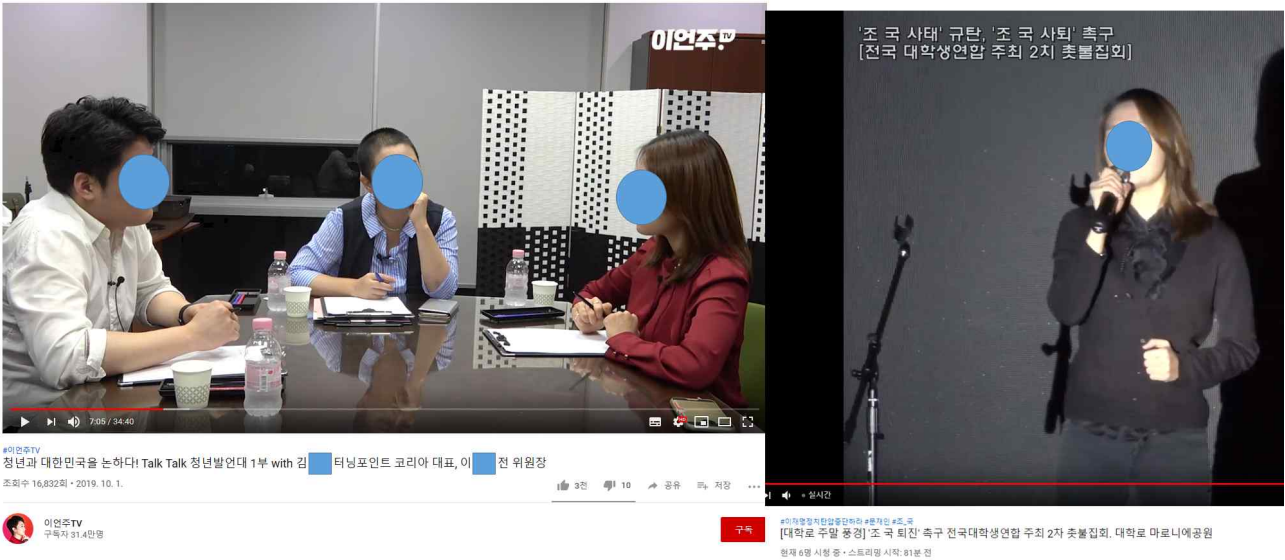 이언주TV
7:05 / 34:40
#이언주TV
청년과 대한민국을 논하다! Talk Talk 청년발언대 1부 with 김 터닝포인트 코리아 대표, 이 전 위원장
조회수 16,832회 • 2019. 10. 1.
3천
10
공유
저장
이언주TV
구독자 31.4만명
구독
'조 국 사태' 규탄, '조 국 사퇴' 촉구
[전국 대학생연합 주최 2차 촛불집회]
실시간
#이재명정치탄압중단하라 #문재인 #조_국
[대학로 주말 풍경] '조 국 퇴진' 촉구 전국대학생연합 주최 2차 촛불집회. 대학로 마로니에공원
현재 6명 시청 중 • 스트리밍 시작: 81분 전